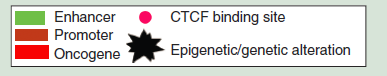 Enhancer
Promoter
Oncogene
CTCF binding site
Epigenetic/genetic alteration